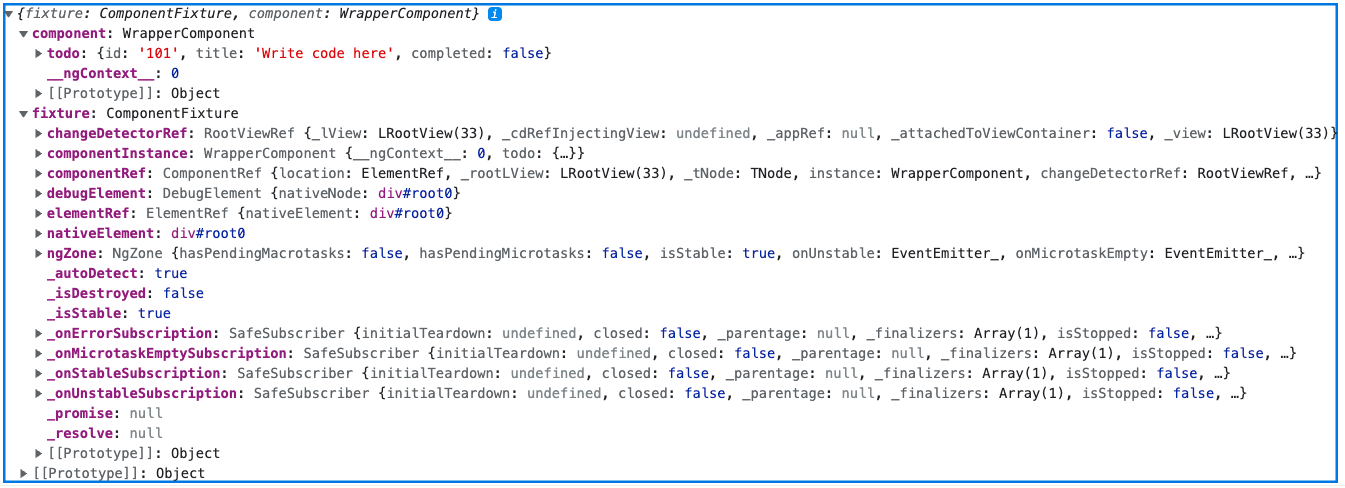 {fixture: ComponentFixture, component: WrapperComponent} i
component: WrapperComponent
todo: {id: '101', title: 'Write code here', completed: false}
__ngContext__: 0
[[Prototype]]: Object
fixture: ComponentFixture
changeDetectorRef: RootViewRef {_lView: LRootView(33), _cdRefInjectingView: undefined, _appRef: null, _attachedToViewContainer: false, _view: LRootView(33)}
componentInstance: WrapperComponent {__ngContext__: 0, todo: {…}}
componentRef: ComponentRef {location: ElementRef, _rootLView: LRootView(33), _tNode: TNode, instance: WrapperComponent, changeDetectorRef: RootViewRef, …}
debugElement: DebugElement {nativeNode: div#root0}
elementRef: ElementRef {nativeElement: div#root0}
nativeElement: div#root0
ngZone: NgZone {hasPendingMacrotasks: false, hasPendingMicrotasks: false, isStable: true, onUnstable: EventEmitter_, onMicrotaskEmpty: EventEmitter_, …}
_autoDetect: true
_isDestroyed: false
_isStable: true
_onErrorSubscription: SafeSubscriber {initialTeardown: undefined, closed: false, _parentage: null, _finalizers: Array(1), isStopped: false, …}
_onMicrotaskEmptySubscription: SafeSubscriber {initialTeardown: undefined, closed: false, _parentage: null, _finalizers: Array(1), isStopped: false, …}
_onStableSubscription: SafeSubscriber {initialTeardown: undefined, closed: false, _parentage: null, _finalizers: Array(1), isStopped: false, …}
_onUnstableSubscription: SafeSubscriber {initialTeardown: undefined, closed: false, _parentage: null, _finalizers: Array(1), isStopped: false, …}
_promise: null
_resolve: null
[[Prototype]]: Object
[[Prototype]]: Object